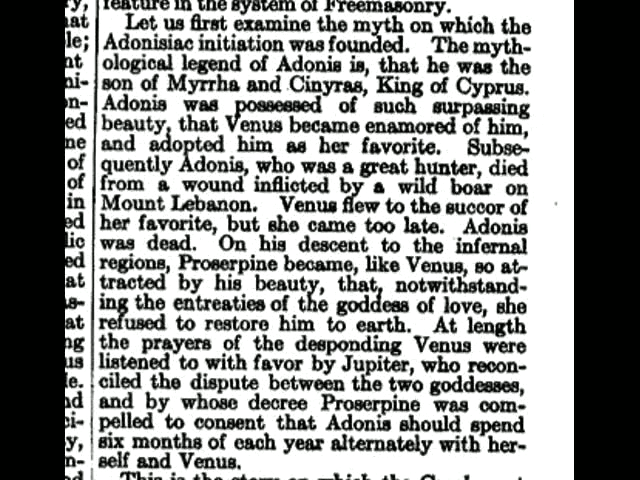 feature in the system of Freemasonry.
Let us first examine the myth on which the
Adonisiac initiation was founded. The myth-
ological legend of Adonis is, that he was the
son of Myrrha and Cinyras, King of Cyprus.
Adonis was possessed of such surpassing
beauty, that Venus became enamored of him,
and adopted him as her favorite. Subse-
quently Adonis, who was a great hunter, died
from a wound inflicted by a wild boar on
Mount Lebanon. Venus flew to the succor of
her favorite, but she came too late. Adonis
was dead. On his descent to the infernal
regions, Proserpine became, like Venus, so at-
tracted by his beauty, that, notwithstand-
ing the entreaties of the goddess of love, she
refused to restore him to earth. At length
the prayers of the desponding Venus were
listened to with favor by Jupiter, who recon-
ciled the dispute between the two goddesses,
and by whose decree Proserpine was com-
pelled to consent that Adonis should spend
six months of each year alternately with her-
self and Venus.
This is the story on which the